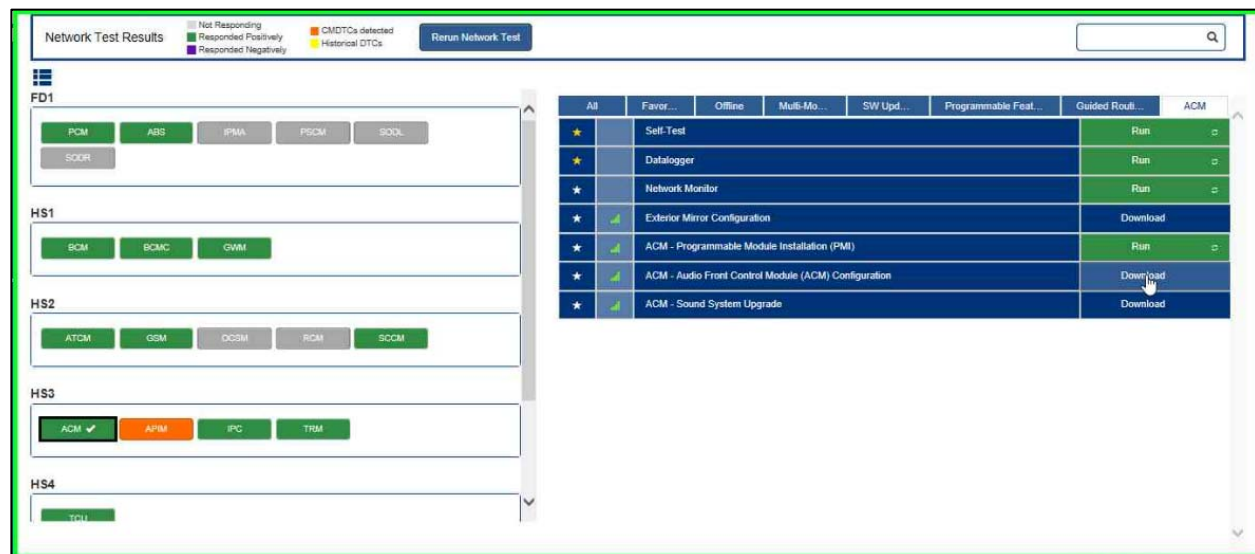 Network Test Results
Not Responding
Responded Positively
Responded Negatively
CMDTCs detected
Historical DTCs
Rerun Network Test
FD1
PCM ABS IPMA PSCM SODL
SODR
HS1
BCM BCMC GWM
HS2
ATCM GSM OCSM RCM SCCM
HS3
ACM APIM IPC TRM
HS4
TCU
All Favor... Offline Multi-Mo... SW Upd... Programmable Feat... Guided Routi... ACM
Self-Test Run
Datalogger Run
Network Monitor Run
Exterior Mirror Configuration Download
ACM - Programmable Module Installation (PMI) Run
ACM - Audio Front Control Module (ACM) Configuration Download
ACM - Sound System Upgrade Download